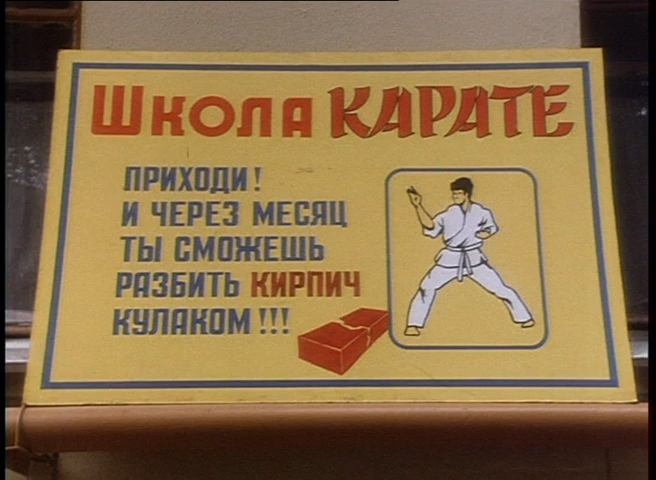 Школа КАРАТЕ
ПРИХОДИ!
И ЧЕРЕЗ МЕСЯЦ
ТЫ СМОЖЕШЬ
РАЗБИТЬ КИРПИЧ
КУЛАКОМ!!!